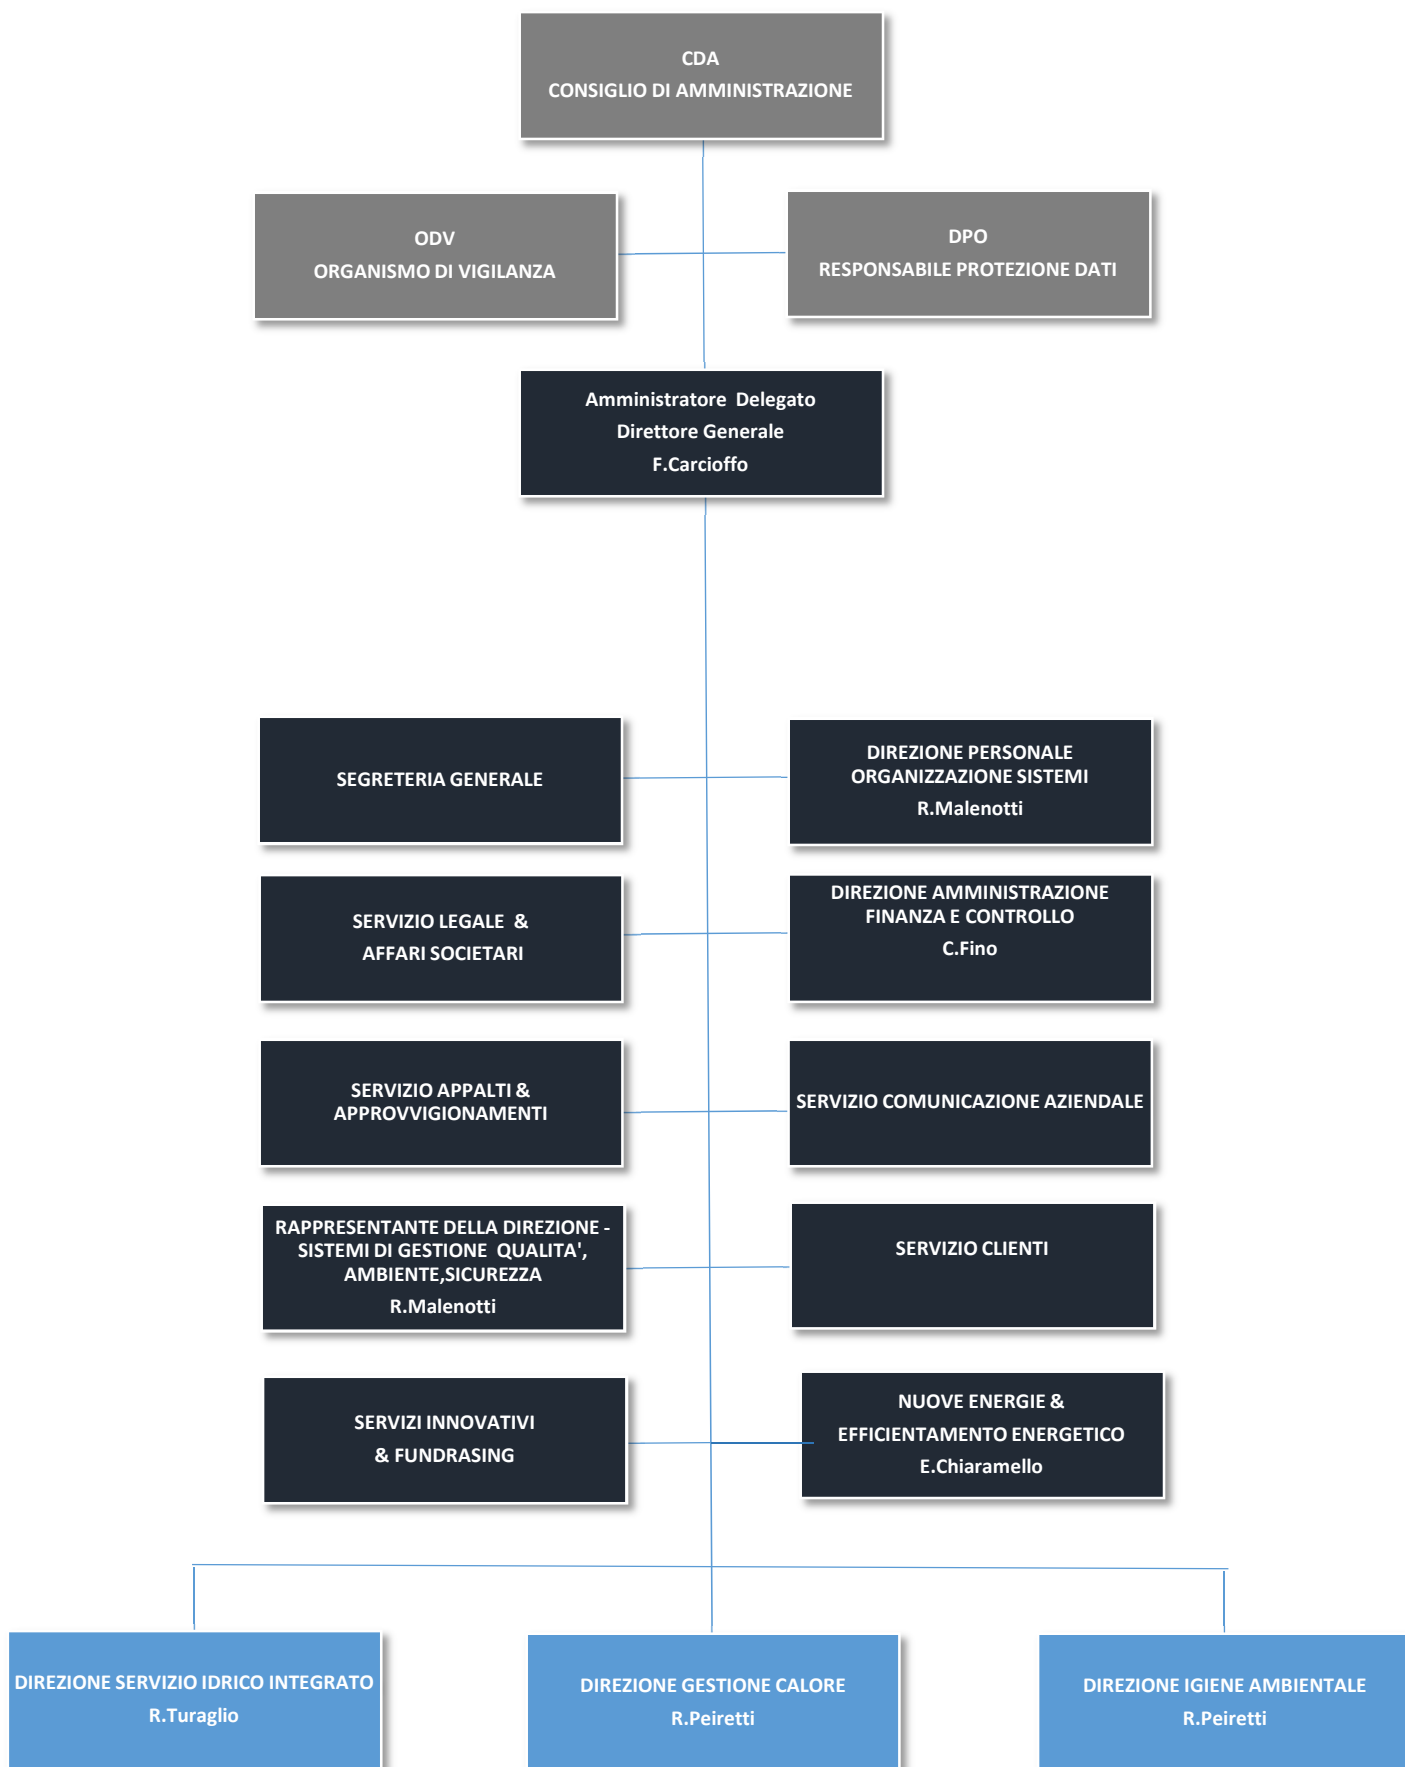 CDA
CONSIGLIO DI AMMINISTRAZIONE
ODV
ORGANISMO DI VIGILANZA
DPO
RESPONSABILE PROTEZIONE DATI
Amministratore  Delegato
Direttore Generale
F.Carcioffo
SEGRETERIA GENERALE
DIREZIONE PERSONALE
ORGANIZZAZIONE SISTEMI
R.Malenotti
SERVIZIO LEGALE  &
AFFARI SOCIETARI
DIREZIONE AMMINISTRAZIONE
FINANZA E CONTROLLO
C.Fino
SERVIZIO APPALTI &
APPROVVIGIONAMENTI
SERVIZIO COMUNICAZIONE AZIENDALE
RAPPRESENTANTE DELLA DIREZIONE -
SISTEMI DI GESTIONE  QUALITA',
AMBIENTE,SICUREZZA
R.Malenotti
SERVIZIO CLIENTI
SERVIZI INNOVATIVI
& FUNDRASING
NUOVE ENERGIE &
EFFICIENTAMENTO ENERGETICO
E.Chiaramello
DIREZIONE SERVIZIO IDRICO INTEGRATO
R.Turaglio
DIREZIONE GESTIONE CALORE
R.Peiretti
DIREZIONE IGIENE AMBIENTALE
R.Peiretti